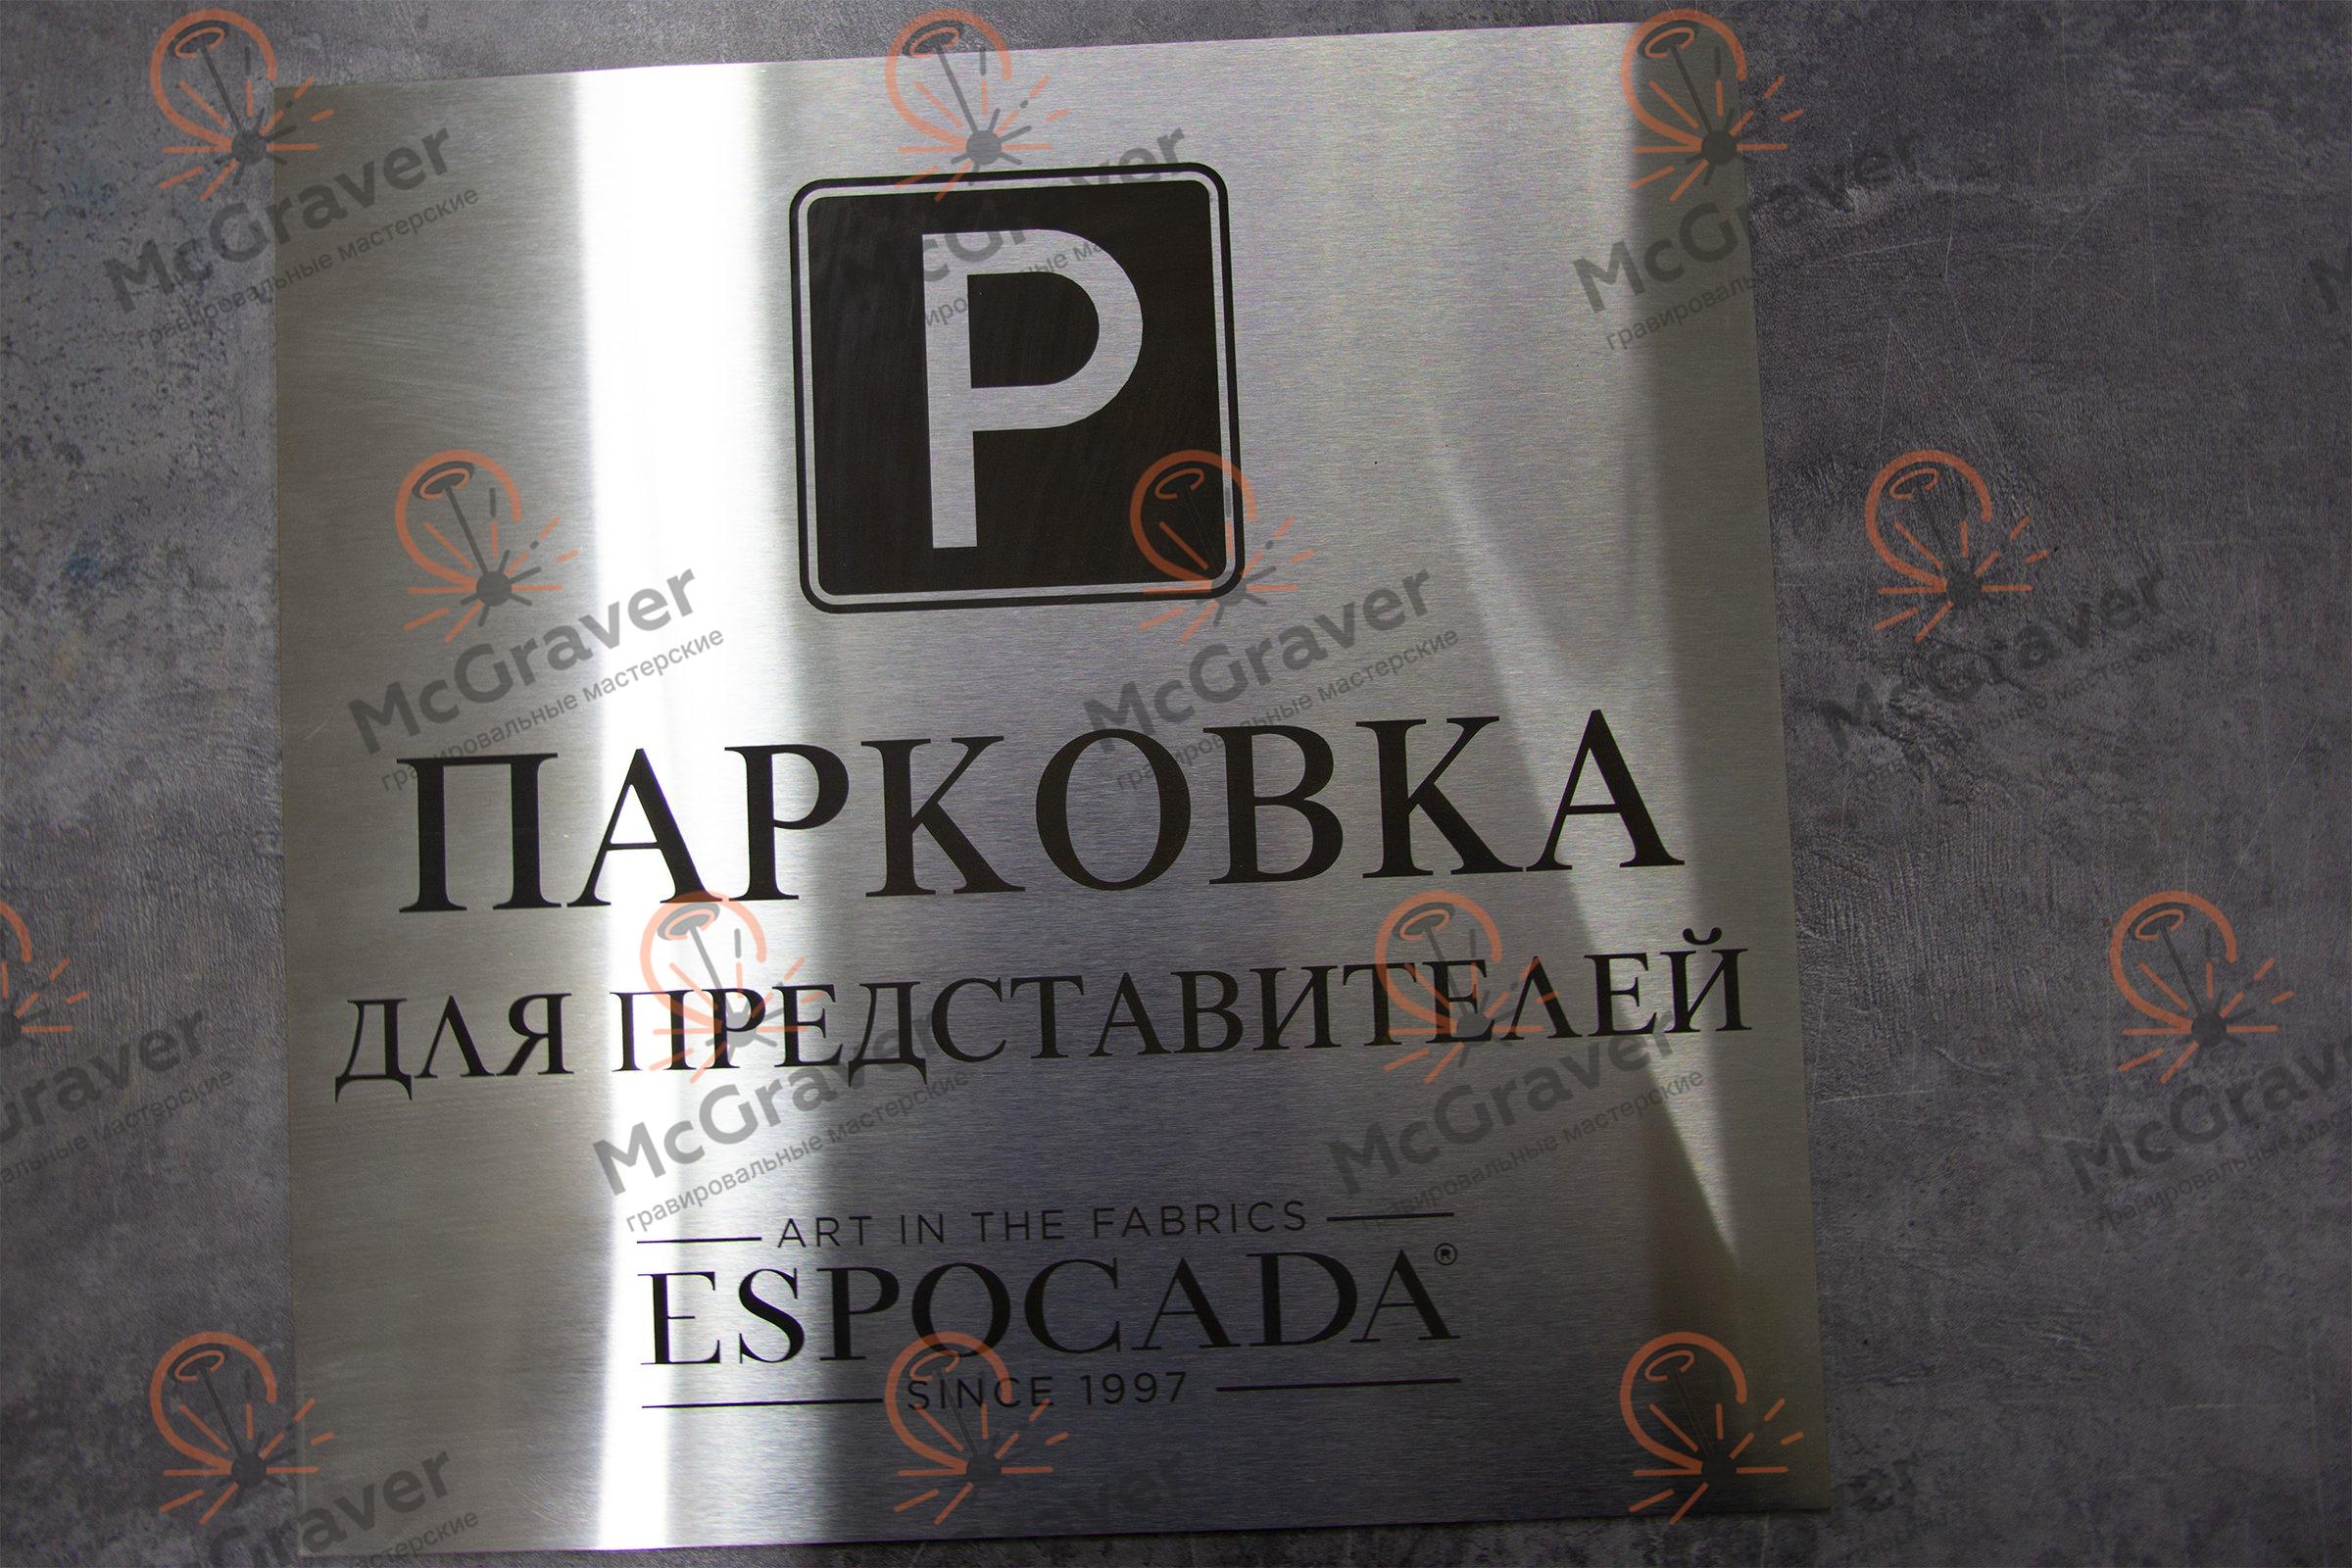 P
ПАРКОВКА
ДЛЯ ПРЕДСТАВИТЕЛЕЙ
ART IN THE FABRICS
ESPOCADA®
SINCE 1997
McGraver
гравировальные мастерские